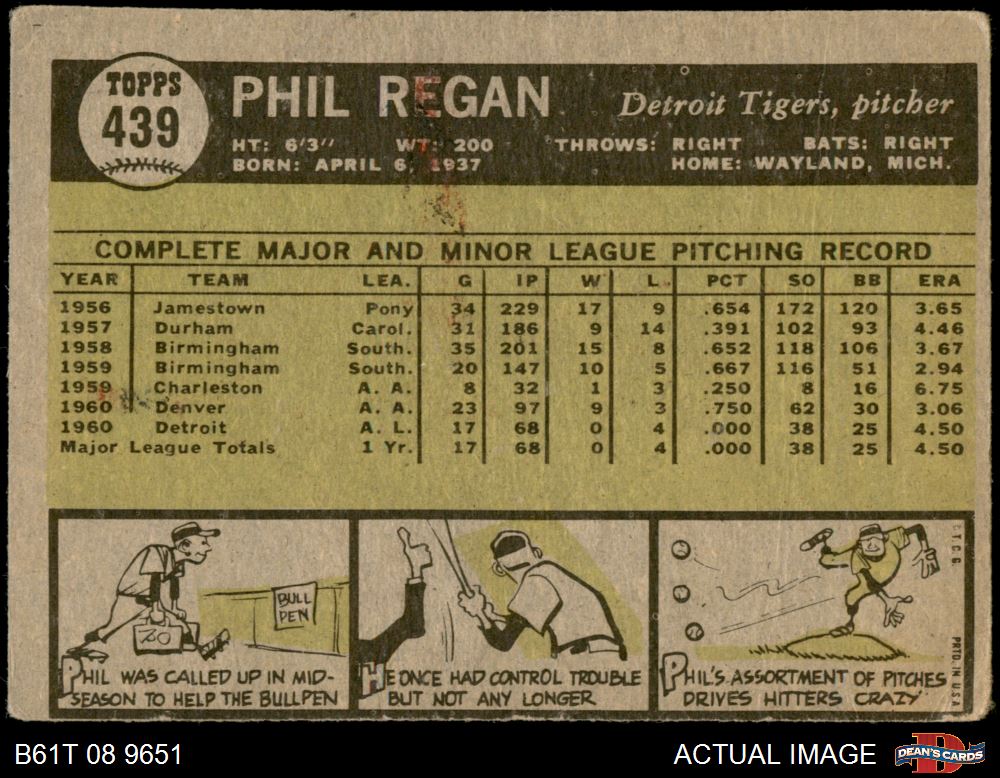 TOPPS
439
PHIL REGAN
Detroit Tigers, pitcher
HT: 6'3" WT: 200 THROWS: RIGHT BATS: RIGHT
BORN: APRIL 6, 1937 HOME: WAYLAND, MICH.
COMPLETE MAJOR AND MINOR LEAGUE PITCHING RECORD
YEAR TEAM LEA. G IP W L PCT SO BB ERA
1956 Jamestown Pony 34 229 17 9 .654 172 120 3.65
1957 Durham Carol. 31 186 9 14 .391 102 93 4.46
1958 Birmingham South. 35 201 15 8 .652 118 106 3.67
1959 Birmingham South. 20 147 10 5 .667 116 51 2.94
1959 Charleston A. A. 8 32 1 3 .250 8 16 6.75
1960 Denver A. A. 23 97 9 3 .750 62 30 3.06
1960 Detroit A. L. 17 68 0 4 .000 38 25 4.50
Major League Totals 1 Yr. 17 68 0 4 .000 38 25 4.50
BULL
PEN
20
PHIL WAS CALLED UP IN MID-
SEASON TO HELP THE BULLPEN
HE ONCE HAD CONTROL TROUBLE
BUT NOT ANY LONGER
PHIL'S ASSORTMENT OF PITCHES
DRIVES HITTERS CRAZY
© T.C.G. PRTD. IN U.S.A.
B61T 08 9651
ACTUAL IMAGE
D
DEAN'S CARDS